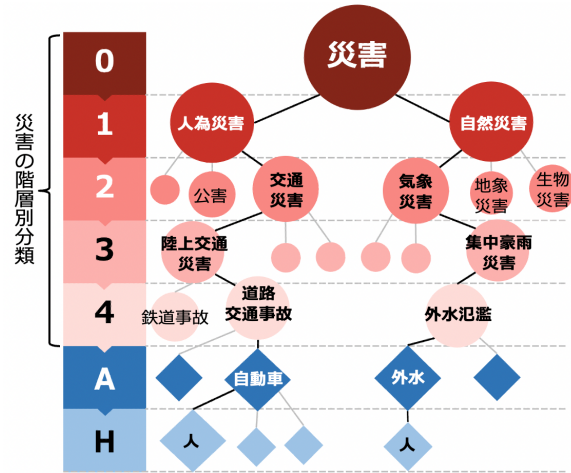 災害の階層別分類
0
災害
1
人為災害
自然災害
2
公害
交通
災害
気象
災害
地象
災害
生物
災害
3
陸上交通
災害
集中豪雨
災害
4
鉄道事故
道路
交通事故
外水氾濫
A
自動車
外水
H
人
人